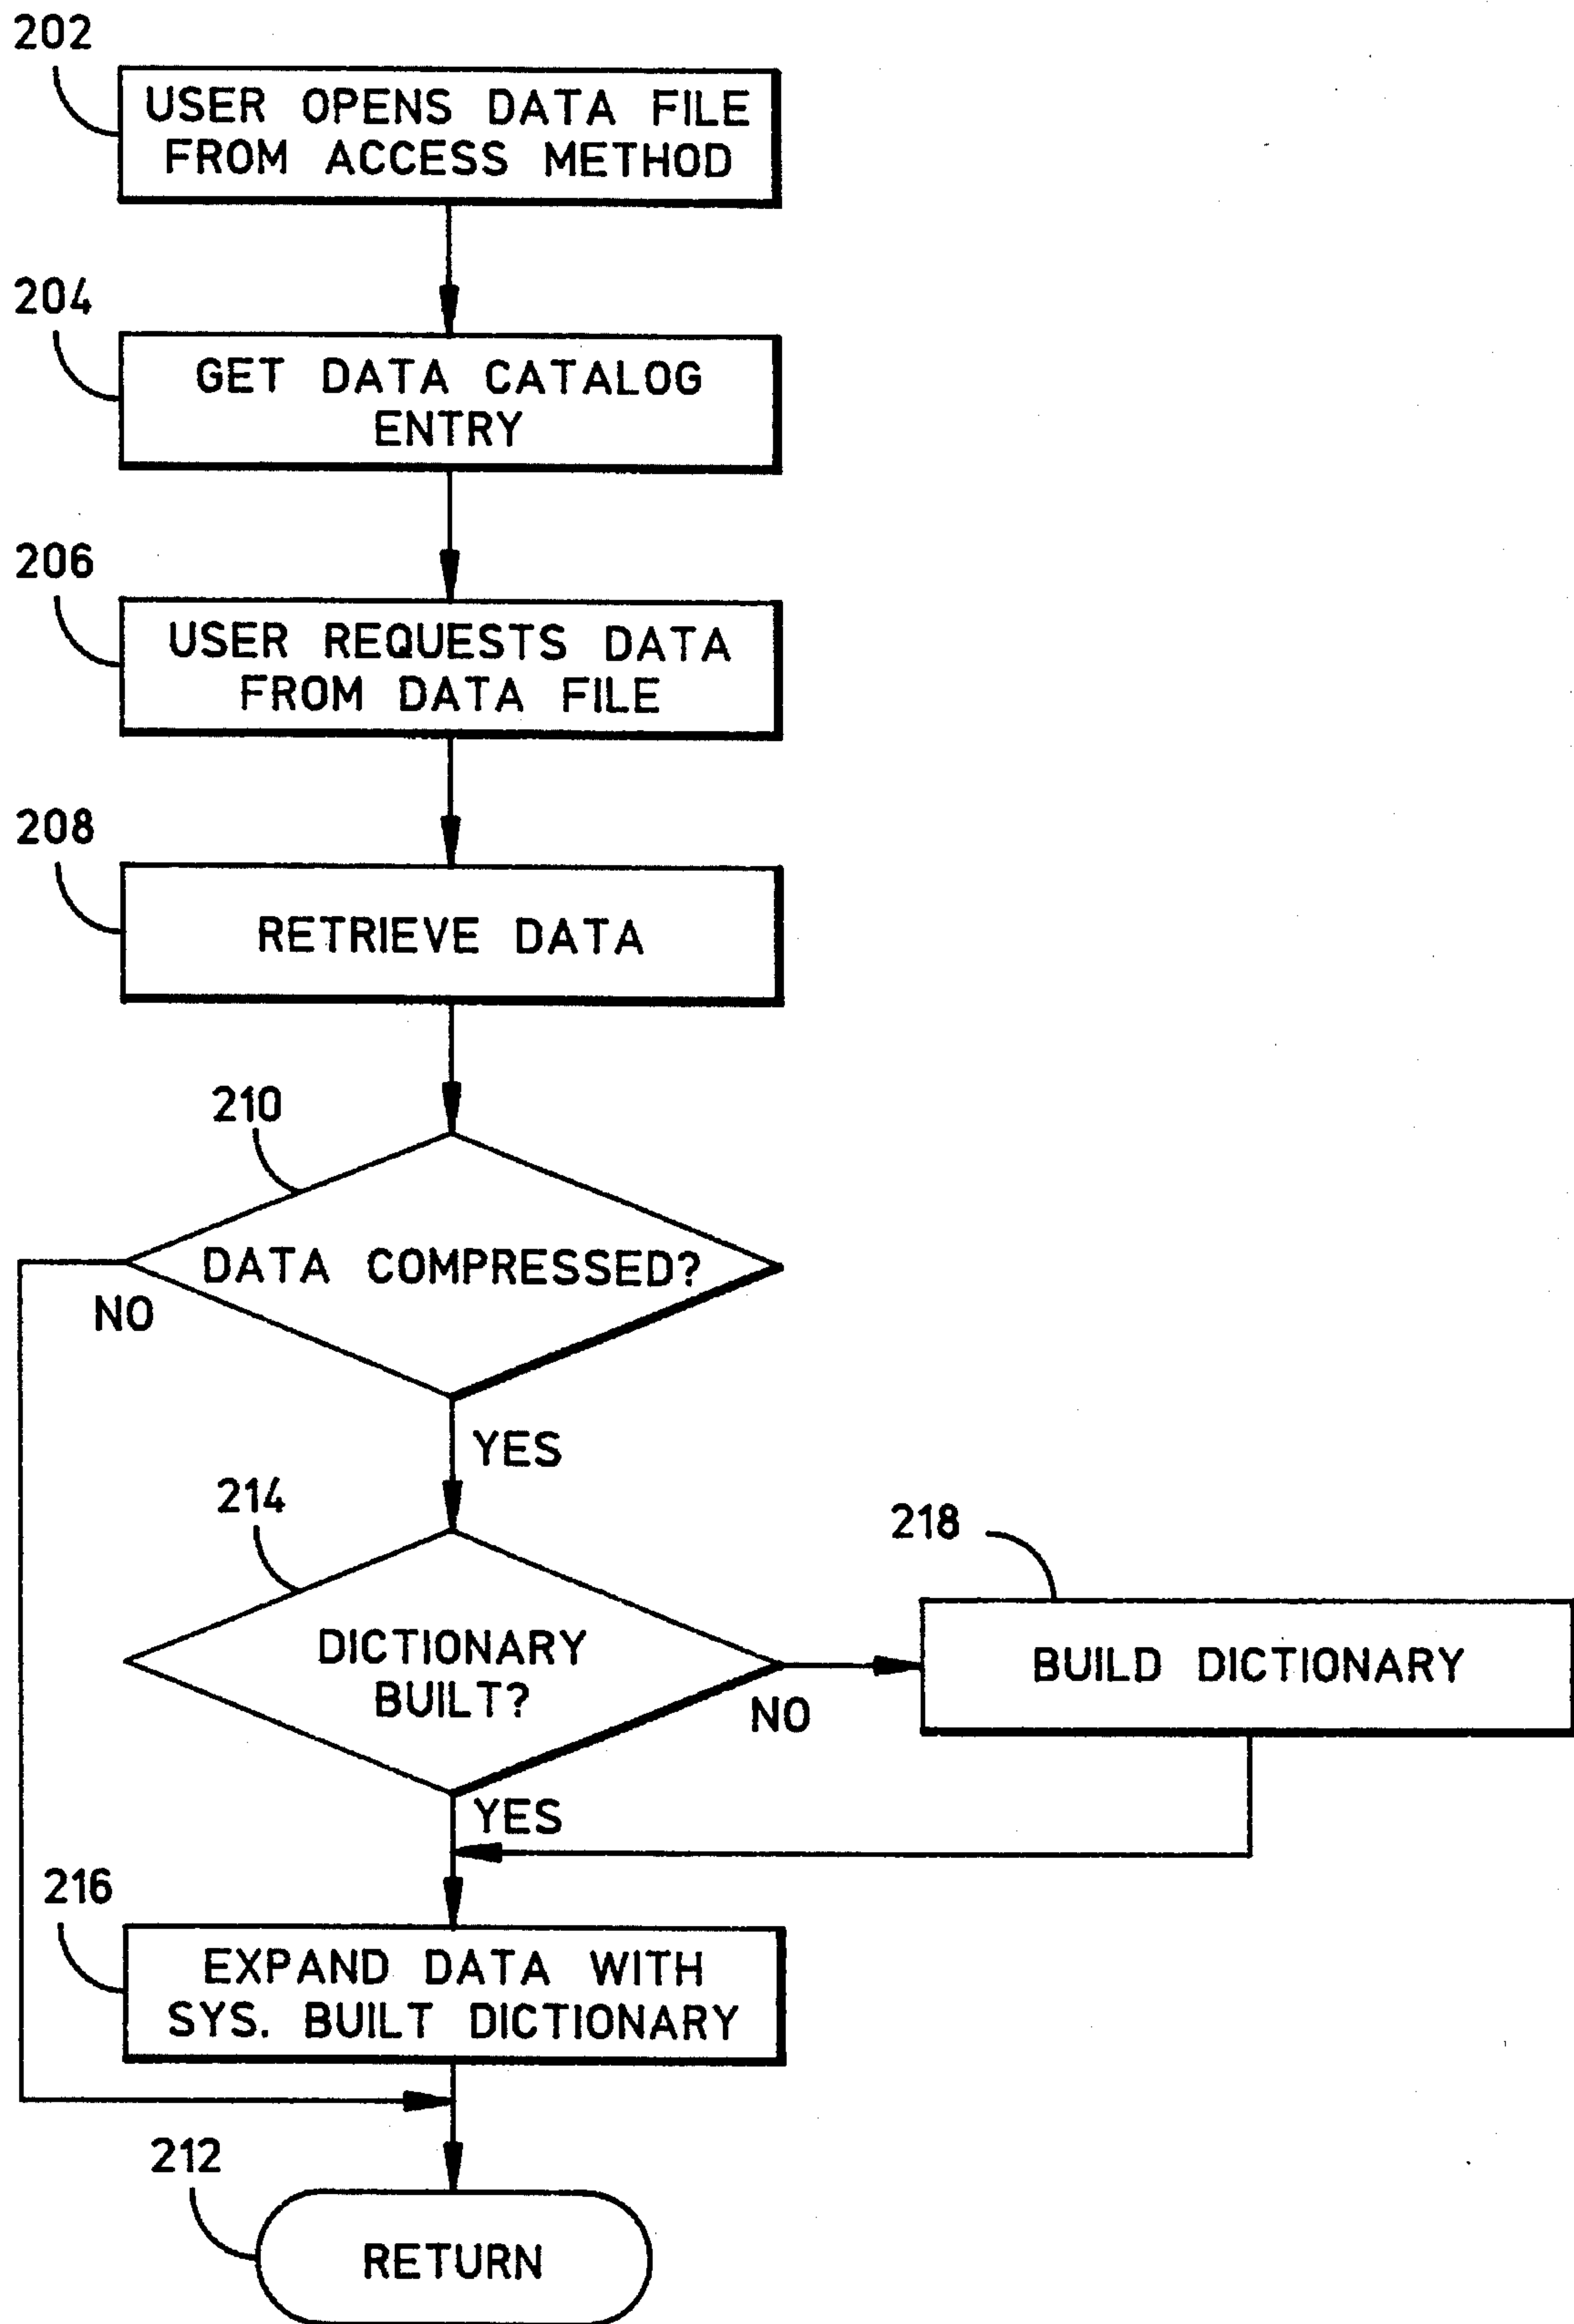 202
USER OPENS DATA FILE
FROM ACCESS METHOD
204
GET DATA CATALOG
ENTRY
206
USER REQUESTS DATA
FROM DATA FILE
208
RETRIEVE DATA
210
DATA COMPRESSED?
NO
YES
214
DICTIONARY
BUILT?
NO
218
BUILD DICTIONARY
YES
216
EXPAND DATA WITH
SYS. BUILT DICTIONARY
212
RETURN